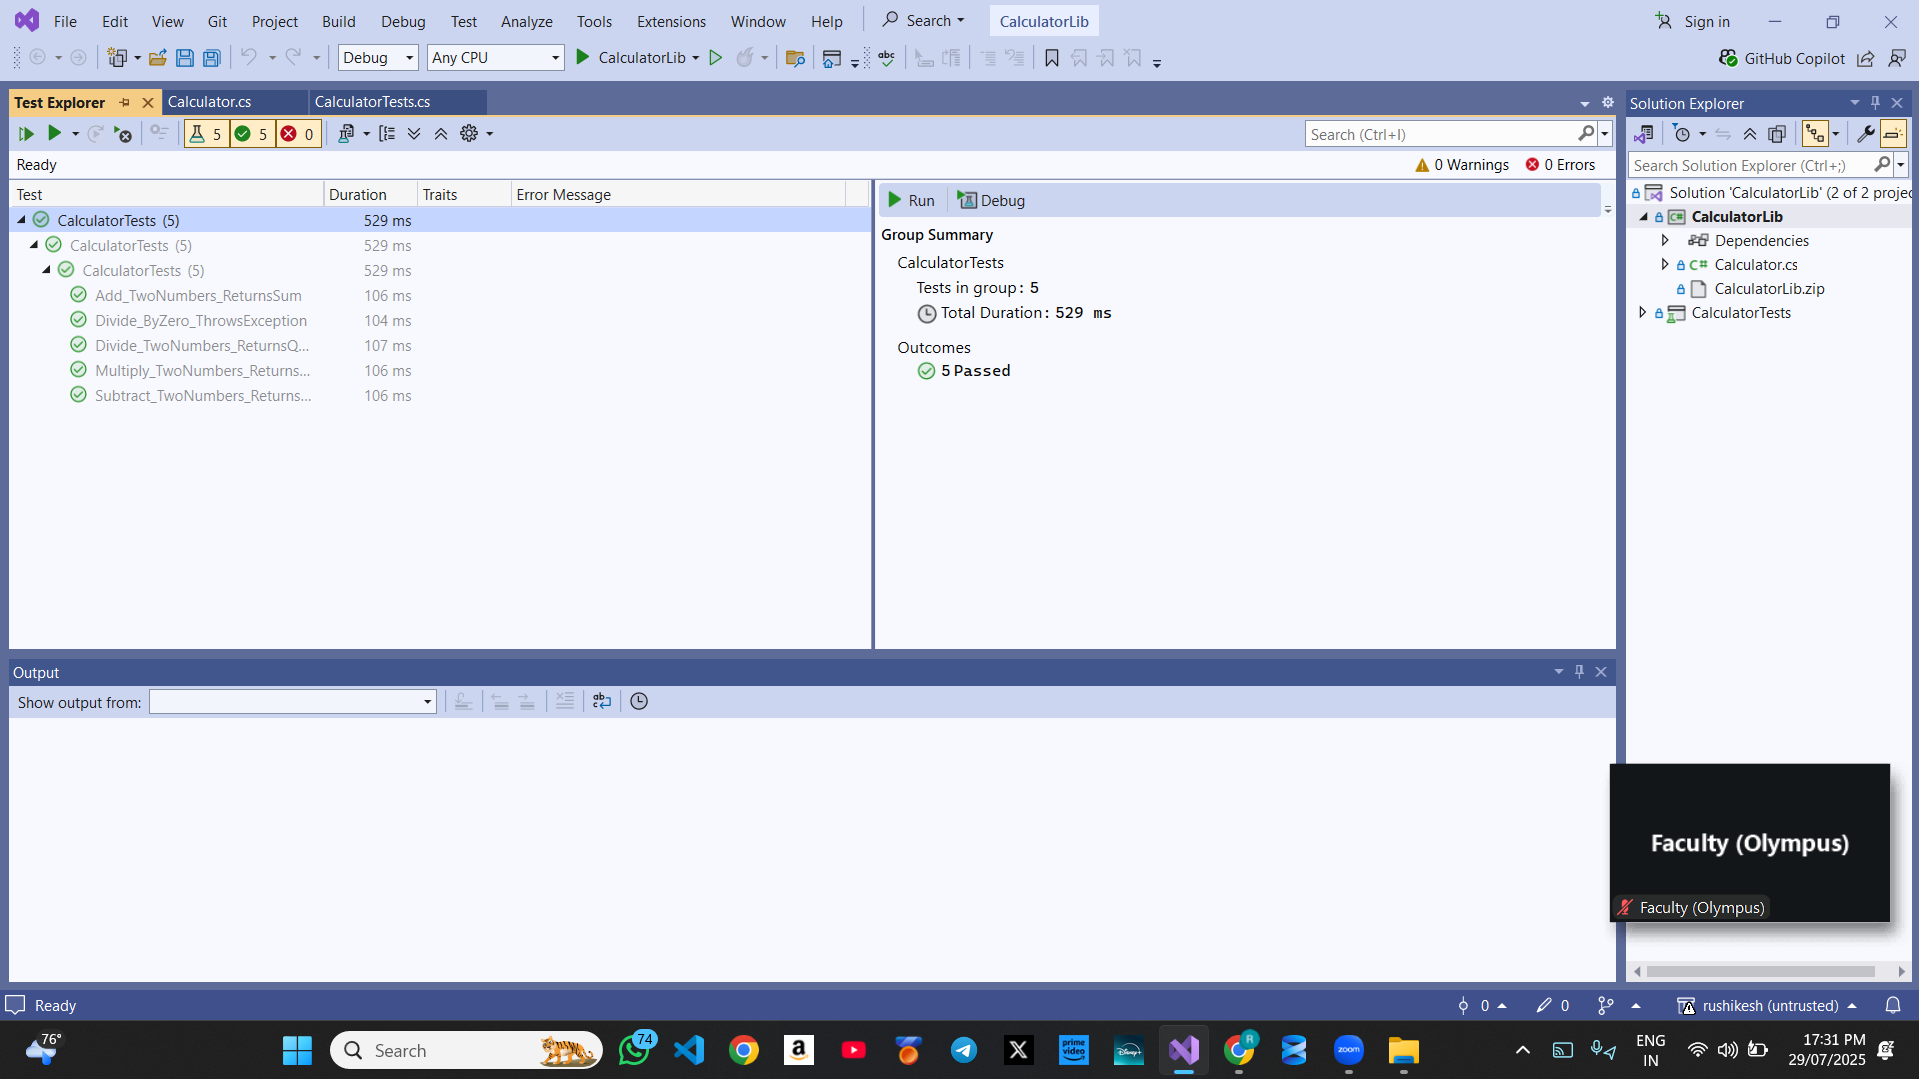 File Edit View Git Project Build Debug Test Analyze Tools Extensions Window Help Search CalculatorLib Sign in
Debug Any CPU CalculatorLib GitHub Copilot
Test Explorer Calculator.cs CalculatorTests.cs
5 5 0 Search (Ctrl+I)
Ready 0 Warnings 0 Errors
Test Duration Traits Error Message
CalculatorTests (5) 529 ms
CalculatorTests (5) 529 ms
CalculatorTests (5) 529 ms
Add_TwoNumbers_ReturnsSum 106 ms
Divide_ByZero_ThrowsException 104 ms
Divide_TwoNumbers_ReturnsQ... 107 ms
Multiply_TwoNumbers_Returns... 106 ms
Subtract_TwoNumbers_Returns... 106 ms
Run Debug
Group Summary
CalculatorTests
Tests in group: 5
Total Duration: 529 ms
Outcomes
5 Passed
Solution Explorer
Search Solution Explorer (Ctrl+;)
Solution 'CalculatorLib' (2 of 2 projec
CalculatorLib
Dependencies
Calculator.cs
CalculatorLib.zip
CalculatorTests
Output
Show output from:
Faculty (Olympus)
Faculty (Olympus)
Ready 0 0 rushikesh (untrusted)
76° Search 74 prime video Disney+ R zoom ENG IN 17:31 PM 29/07/2025